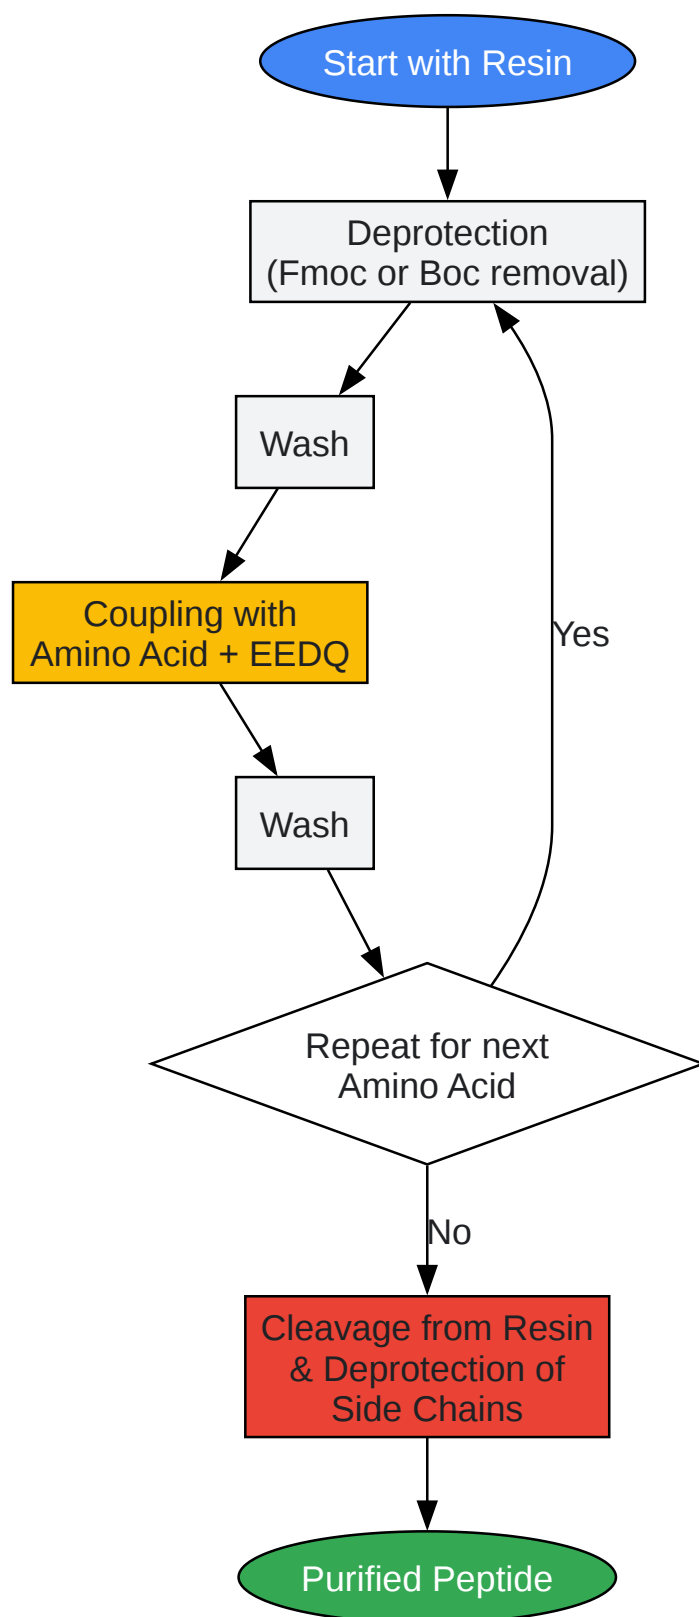 Start with Resin
Deprotection
(Fmoc or Boc removal)
Wash
Coupling with
Amino Acid + EEDQ
Yes
Wash
Repeat for next
Amino Acid
No
Cleavage from Resin
& Deprotection of
Side Chains
Purified Peptide